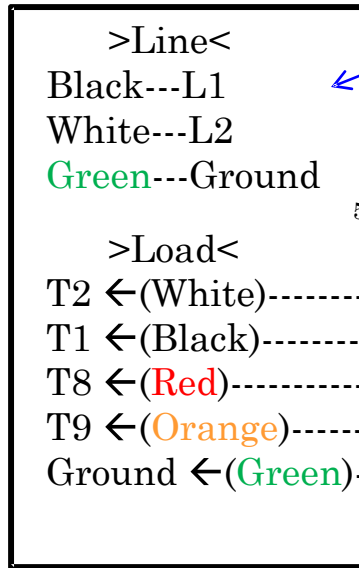 >Line<
Black---L1
White---L2
Green---Ground
>Load<
T2 ←(White)--------
T1 ←(Black)---------
T8 ←(Red)-----------
T9 ←(Orange)------
Ground ←(Green)-